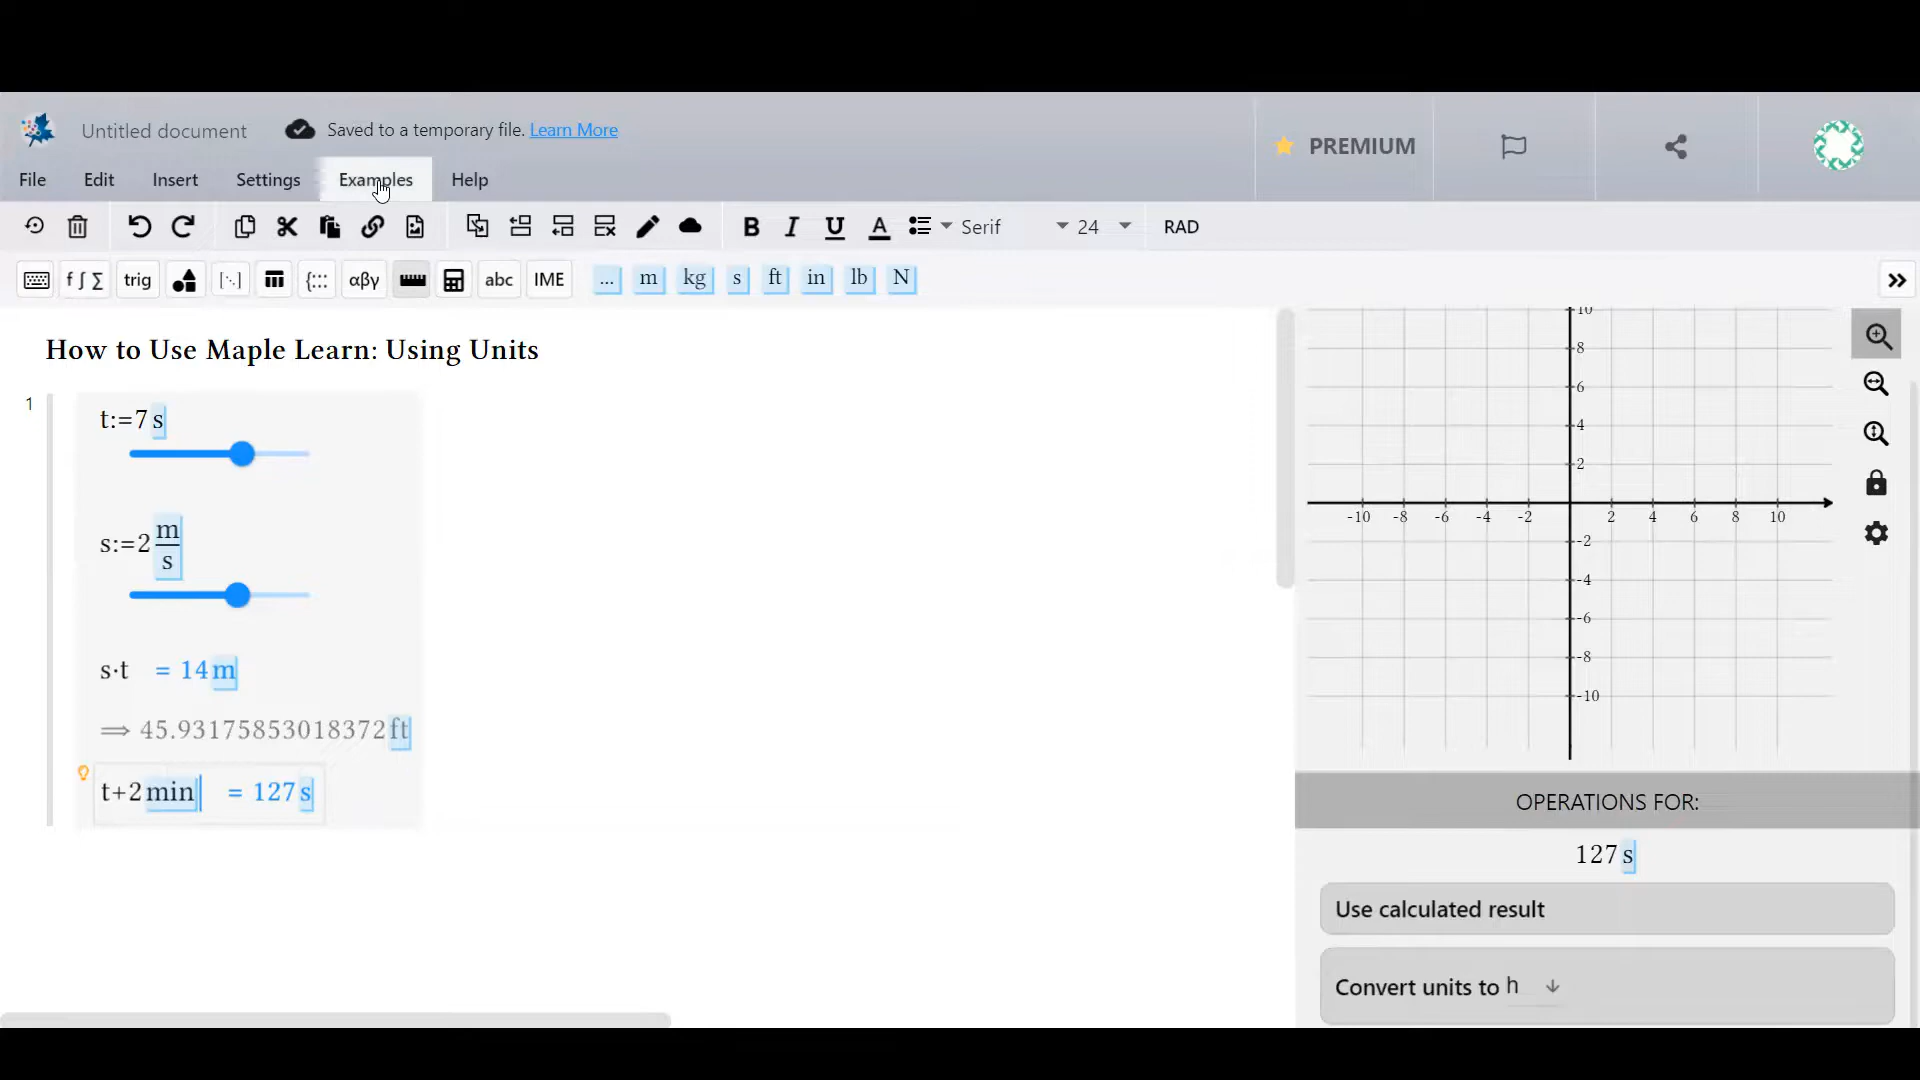 Untitled document
Saved to a temporary file. Learn More
PREMIUM
File Edit Insert Settings Examples Help
B I U A Serif 24 RAD
f ∫ Σ trig αβγ abc IME ... m kg s ft in lb N
How to Use Maple Learn: Using Units
1
t:=7 s
s:=2 m/s
s·t = 14 m
⟹ 45.93175853018372 ft
t+2 min = 127 s
10
8
6
4
2
-10 -8 -6 -4 -2 2 4 6 8 10
-2
-4
-6
-8
-10
OPERATIONS FOR:
127 s
Use calculated result
Convert units to h ↓